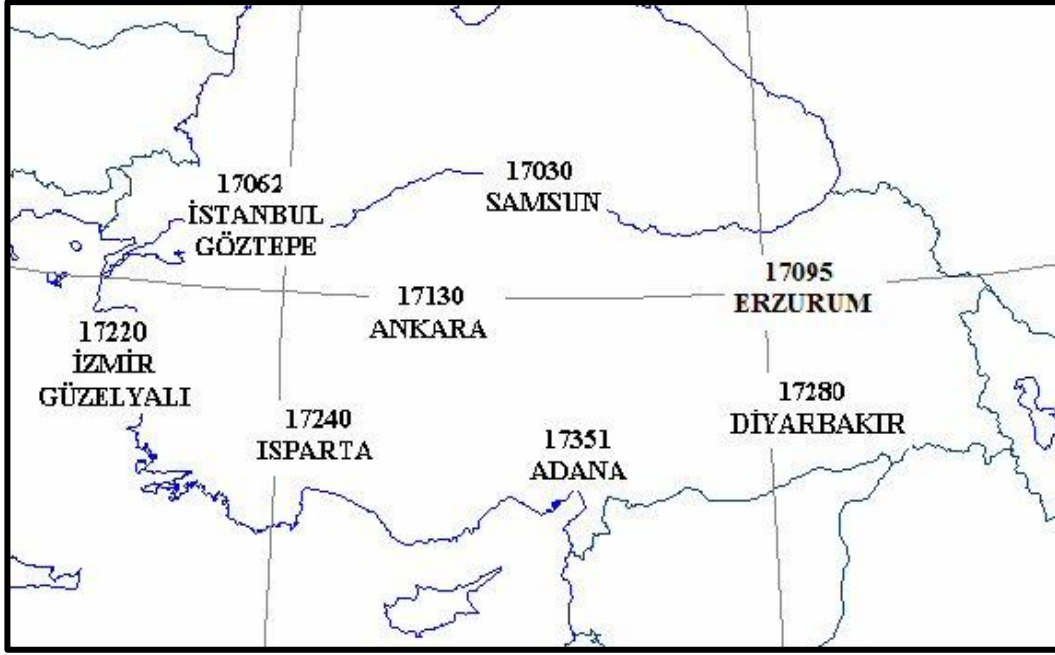 17062
İSTANBUL
GÖZTEPE
17030
SAMSUN
17095
ERZURUM
17130
ANKARA
17220
İZMİR
GÜZELYALI
17240
ISPARTA
17351
ADANA
17280
DİYARBAKIR